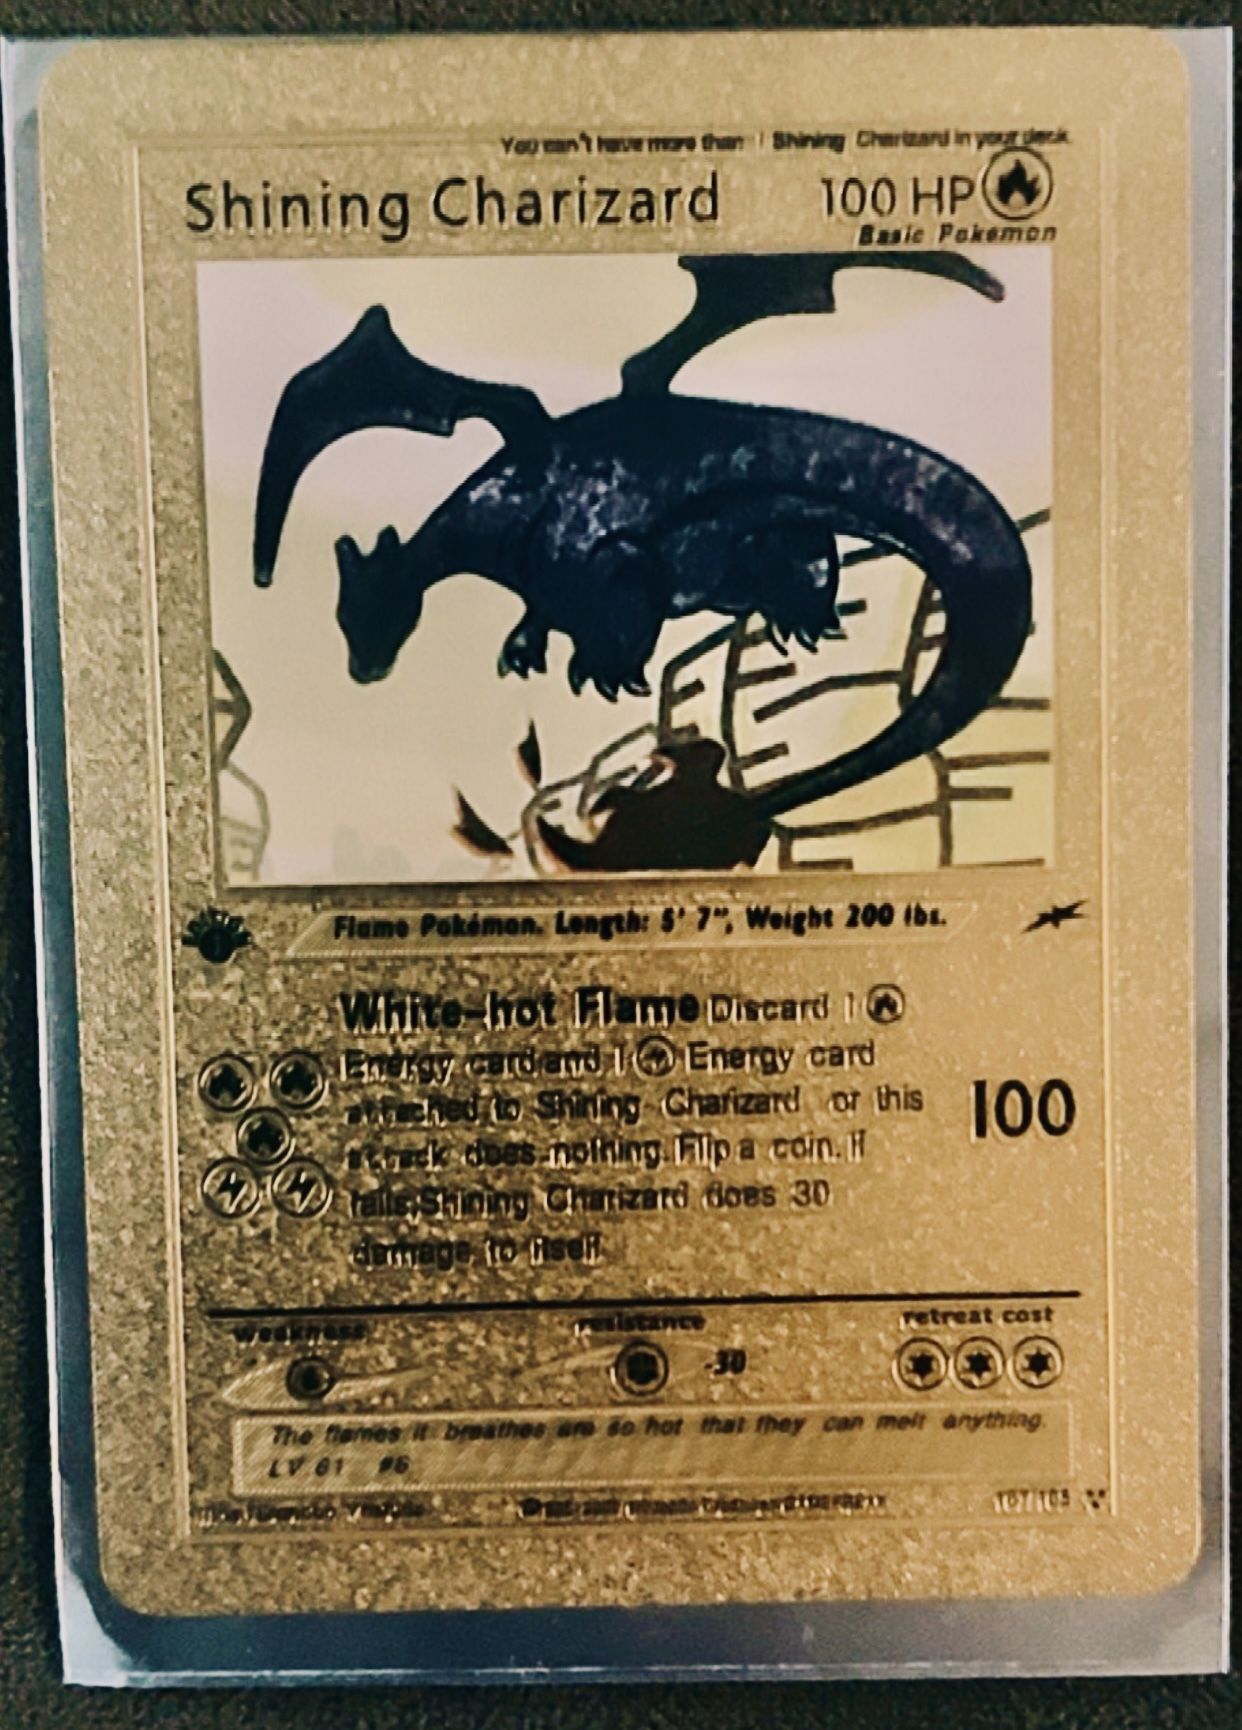 You can't have more than 1 Shining Charizard in your deck.
Shining Charizard 100 HP
Basic Pokémon
Flame Pokémon. Length: 5' 7", Weight 200 lbs.
White-hot Flame Discard 1
Energy card and 1 Energy card
attached to Shining Charizard or this
attack does nothing. Flip a coin. If
tails, Shining Charizard does 30
damage to itself
100
weakness resistance retreat cost
-30
The flames it breathes are so hot that they can melt anything.
LV 61 #6
107/105